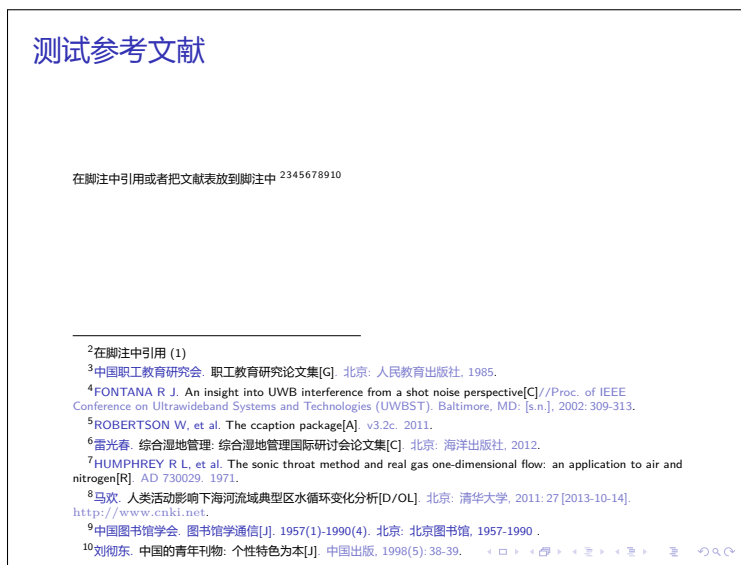 测试参考文献
在脚注中引用或者把文献表放到脚注中 2345678910
2在脚注中引用 (1)
3中国职工教育研究会. 职工教育研究论文集[G]. 北京: 人民教育出版社, 1985.
4FONTANA R J. An insight into UWB interference from a shot noise perspective[C]//Proc. of IEEE
Conference on Ultrawideband Systems and Technologies (UWBST). Baltimore, MD: [s.n.], 2002: 309-313.
5ROBERTSON W, et al. The ccaption package[A]. v3.2c. 2011.
6雷光春. 综合湿地管理: 综合湿地管理国际研讨会论文集[C]. 北京: 海洋出版社, 2012.
7HUMPHREY R L, et al. The sonic throat method and real gas one-dimensional flow: an application to air and
nitrogen[R]. AD 730029. 1971.
8马欢. 人类活动影响下海河流域典型区水循环变化分析[D/OL]. 北京: 清华大学, 2011: 27 [2013-10-14].
http://www.cnki.net.
9中国图书馆学会. 图书馆学通信[J]. 1957(1)-1990(4). 北京: 北京图书馆, 1957-1990 .
10刘彻东. 中国的青年刊物: 个性特色为本[J]. 中国出版, 1998(5): 38-39.